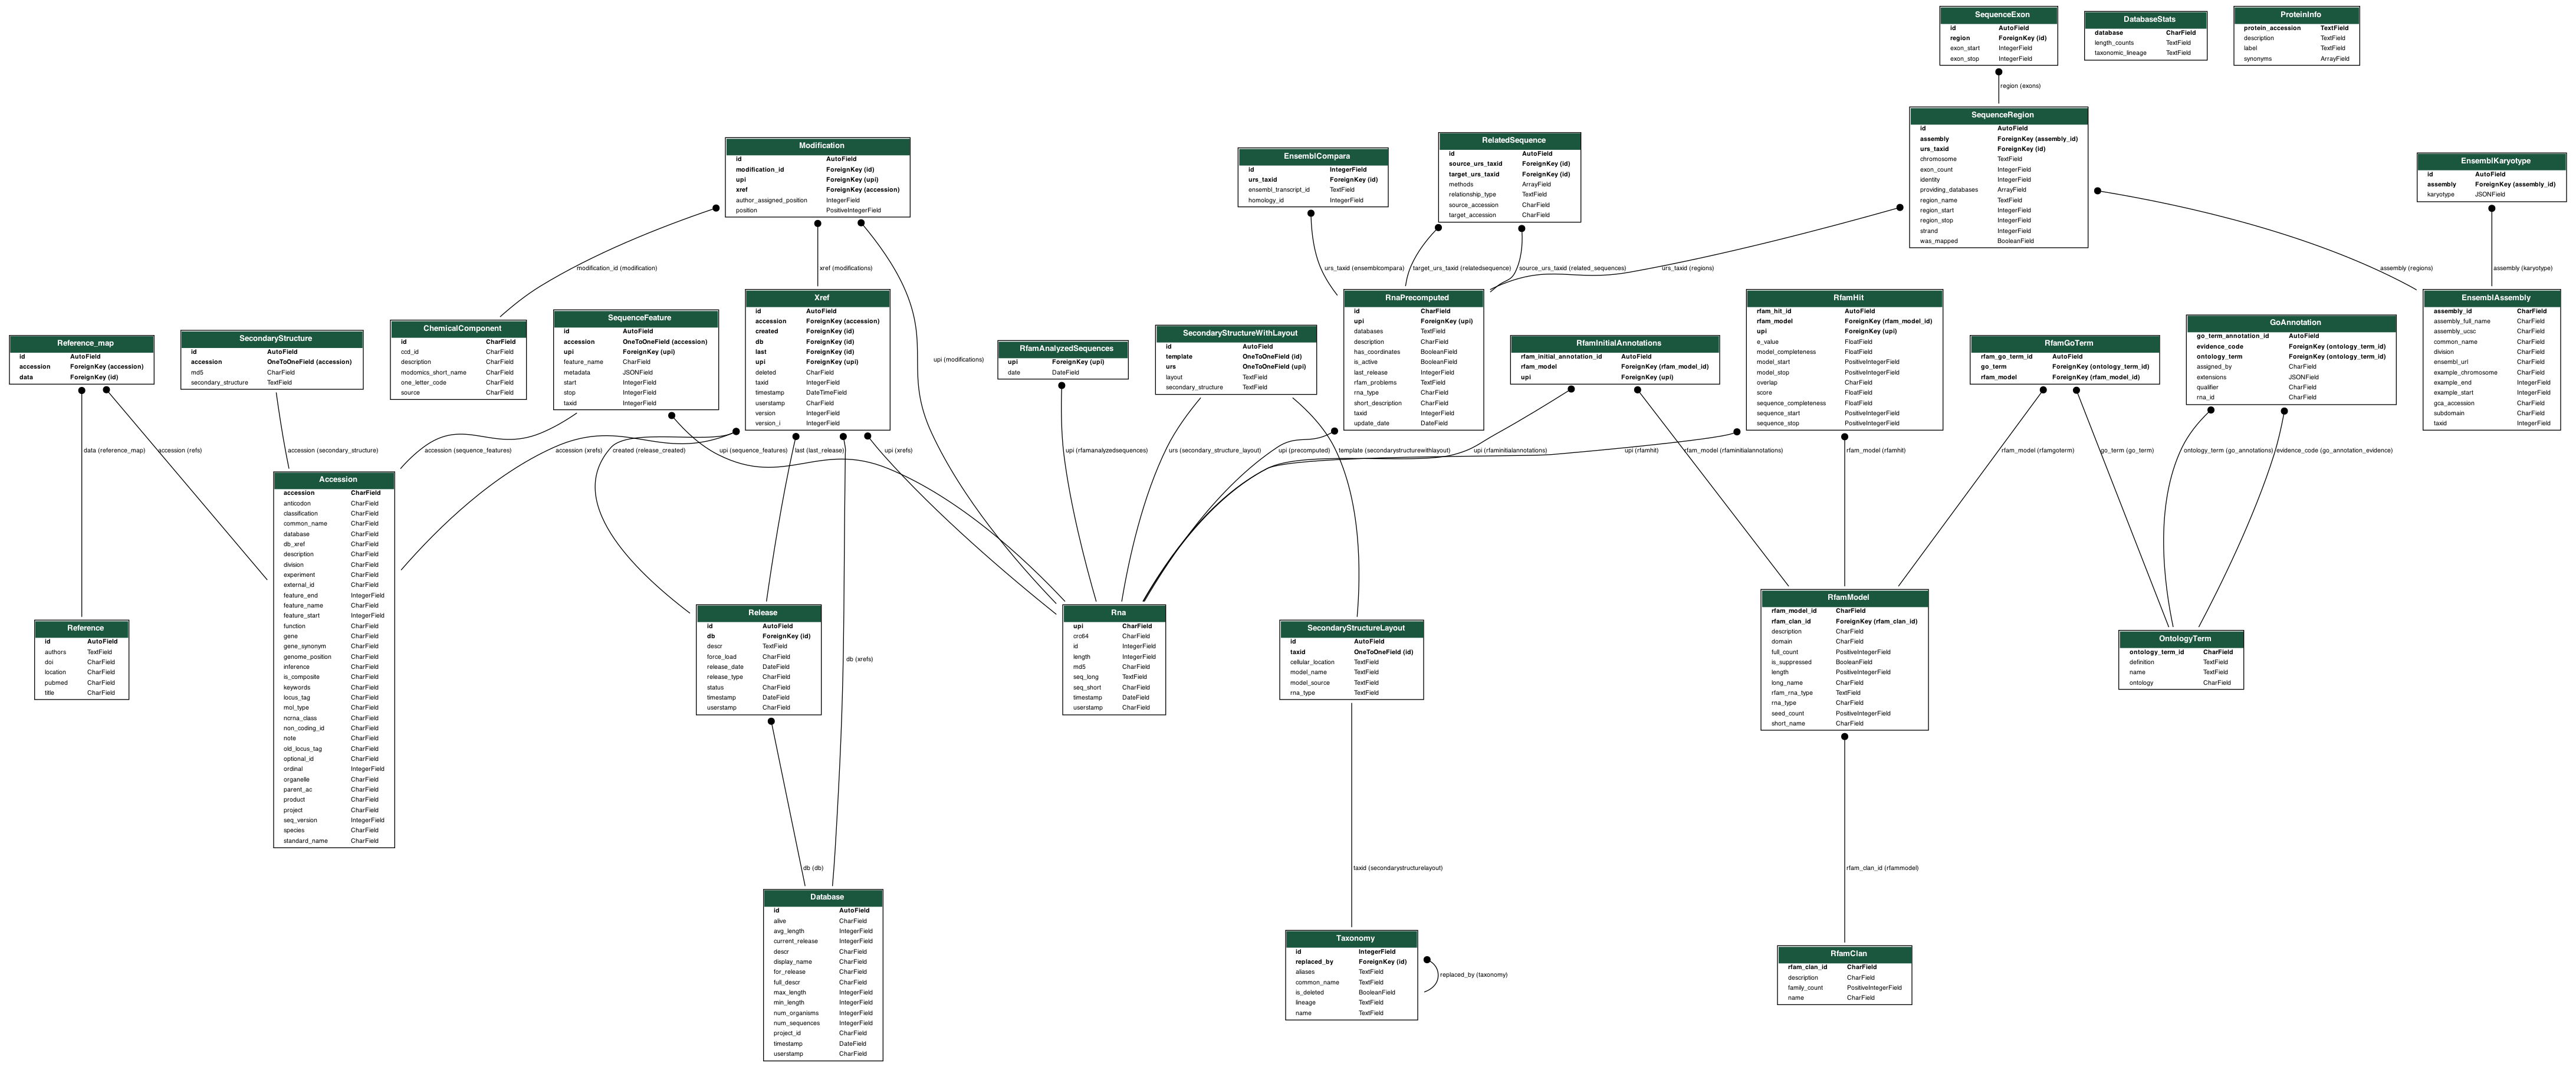 SequenceExon
id AutoField
region ForeignKey (id)
exon_start IntegerField
exon_stop IntegerField
DatabaseStats
database CharField
length_counts TextField
taxonomic_lineage TextField
ProteinInfo
protein_accession TextField
description TextField
label TextField
synonyms ArrayField
region (exons)
Modification
id AutoField
modification_id ForeignKey (id)
upi ForeignKey (upi)
xref ForeignKey (accession)
author_assigned_position IntegerField
position PositiveIntegerField
EnsemblCompara
id IntegerField
urs_taxid ForeignKey (id)
ensembl_transcript_id TextField
homology_id IntegerField
RelatedSequence
id AutoField
source_urs_taxid ForeignKey (id)
target_urs_taxid ForeignKey (id)
methods ArrayField
relationship_type TextField
source_accession CharField
target_accession CharField
SequenceRegion
id AutoField
assembly ForeignKey (assembly_id)
urs_taxid ForeignKey (id)
chromosome TextField
exon_count IntegerField
identity IntegerField
providing_databases ArrayField
region_name TextField
region_start IntegerField
region_stop IntegerField
strand IntegerField
was_mapped BooleanField
EnsemblKaryotype
id AutoField
assembly ForeignKey (assembly_id)
karyotype JSONField
modification_id (modification)
xref (modifications)
urs_taxid (ensemblcompara)
target_urs_taxid (relatedsequence)
source_urs_taxid (related_sequences)
urs_taxid (regions)
assembly (regions)
assembly (karyotype)
Reference_map
id AutoField
accession ForeignKey (accession)
data ForeignKey (id)
SecondaryStructure
id AutoField
accession OneToOneField (accession)
md5 CharField
secondary_structure TextField
ChemicalComponent
id CharField
ccd_id CharField
description CharField
modomics_short_name CharField
one_letter_code CharField
source CharField
SequenceFeature
id AutoField
accession OneToOneField (accession)
upi ForeignKey (upi)
feature_name CharField
metadata JSONField
start IntegerField
stop IntegerField
taxid IntegerField
Xref
id AutoField
accession ForeignKey (accession)
created ForeignKey (id)
db ForeignKey (id)
last ForeignKey (id)
upi ForeignKey (upi)
deleted CharField
taxid IntegerField
timestamp DateTimeField
userstamp CharField
version IntegerField
version_i IntegerField
upi (modifications)
RfamAnalyzedSequences
upi ForeignKey (upi)
date DateField
SecondaryStructureWithLayout
id AutoField
template OneToOneField (id)
urs OneToOneField (upi)
layout TextField
secondary_structure TextField
RnaPrecomputed
id CharField
upi ForeignKey (upi)
databases TextField
description CharField
has_coordinates BooleanField
is_active BooleanField
last_release IntegerField
rfam_problems TextField
rna_type CharField
short_description CharField
taxid IntegerField
update_date DateField
RfamInitialAnnotations
rfam_initial_annotation_id AutoField
rfam_model ForeignKey (rfam_model_id)
upi ForeignKey (upi)
RfamHit
rfam_hit_id AutoField
rfam_model ForeignKey (rfam_model_id)
upi ForeignKey (upi)
e_value FloatField
model_completeness FloatField
model_start PositiveIntegerField
model_stop PositiveIntegerField
overlap CharField
score FloatField
sequence_completeness FloatField
sequence_start PositiveIntegerField
sequence_stop PositiveIntegerField
RfamGoTerm
rfam_go_term_id AutoField
go_term ForeignKey (ontology_term_id)
rfam_model ForeignKey (rfam_model_id)
GoAnnotation
go_term_annotation_id AutoField
evidence_code ForeignKey (ontology_term_id)
ontology_term ForeignKey (ontology_term_id)
assigned_by CharField
extensions JSONField
qualifier CharField
rna_id CharField
EnsemblAssembly
assembly_id CharField
assembly_full_name CharField
assembly_ucsc CharField
common_name CharField
division CharField
ensembl_url CharField
example_chromosome CharField
example_end IntegerField
example_start IntegerField
gca_accession CharField
subdomain CharField
taxid IntegerField
data (reference_map)
accession (refs)
accession (secondary_structure)
accession (sequence_features)
accession (xrefs)
created (release_created)
upi (sequence_features)
last (last_release)
upi (xrefs)
upi (rfamanalyzedsequences)
urs (secondary_structure_layout)
upi (precomputed)
template (secondarystructurewithlayout)
upi (rfaminitialannotations)
upi (rfamhit)
rfam_model (rfaminitialannotations)
rfam_model (rfamhit)
rfam_model (rfamgoterm)
go_term (go_term)
ontology_term (go_annotations)
evidence_code (go_annotation_evidence)
Accession
accession CharField
anticodon CharField
classification CharField
common_name CharField
database CharField
db_xref CharField
description CharField
division CharField
experiment CharField
external_id CharField
feature_end IntegerField
feature_name CharField
feature_start IntegerField
function CharField
gene CharField
gene_synonym CharField
genome_position CharField
inference CharField
is_composite CharField
keywords CharField
locus_tag CharField
mol_type CharField
ncrna_class CharField
non_coding_id CharField
note CharField
old_locus_tag CharField
optional_id CharField
ordinal IntegerField
organelle CharField
parent_ac CharField
product CharField
project CharField
seq_version IntegerField
species CharField
standard_name CharField
Reference
id AutoField
authors TextField
doi CharField
location CharField
pubmed CharField
title CharField
Release
id AutoField
db ForeignKey (id)
descr TextField
force_load CharField
release_date DateField
release_type CharField
status CharField
timestamp DateField
userstamp CharField
db (xrefs)
Rna
upi CharField
crc64 CharField
id IntegerField
length IntegerField
md5 CharField
seq_long TextField
seq_short CharField
timestamp DateField
userstamp CharField
SecondaryStructureLayout
id AutoField
taxid OneToOneField (id)
cellular_location TextField
model_name TextField
model_source TextField
rna_type TextField
RfamModel
rfam_model_id CharField
rfam_clan_id ForeignKey (rfam_clan_id)
description CharField
domain CharField
full_count PositiveIntegerField
is_suppressed BooleanField
length PositiveIntegerField
long_name CharField
rfam_rna_type TextField
rna_type CharField
seed_count PositiveIntegerField
short_name CharField
OntologyTerm
ontology_term_id CharField
definition TextField
name TextField
ontology CharField
db (db)
taxid (secondarystructurelayout)
rfam_clan_id (rfammodel)
Database
id AutoField
alive CharField
avg_length IntegerField
current_release IntegerField
descr CharField
display_name CharField
for_release CharField
full_descr CharField
max_length IntegerField
min_length IntegerField
num_organisms IntegerField
num_sequences IntegerField
project_id CharField
timestamp DateField
userstamp CharField
Taxonomy
id IntegerField
replaced_by ForeignKey (id)
aliases TextField
common_name TextField
is_deleted BooleanField
lineage TextField
name TextField
replaced_by (taxonomy)
RfamClan
rfam_clan_id CharField
description CharField
family_count PositiveIntegerField
name CharField